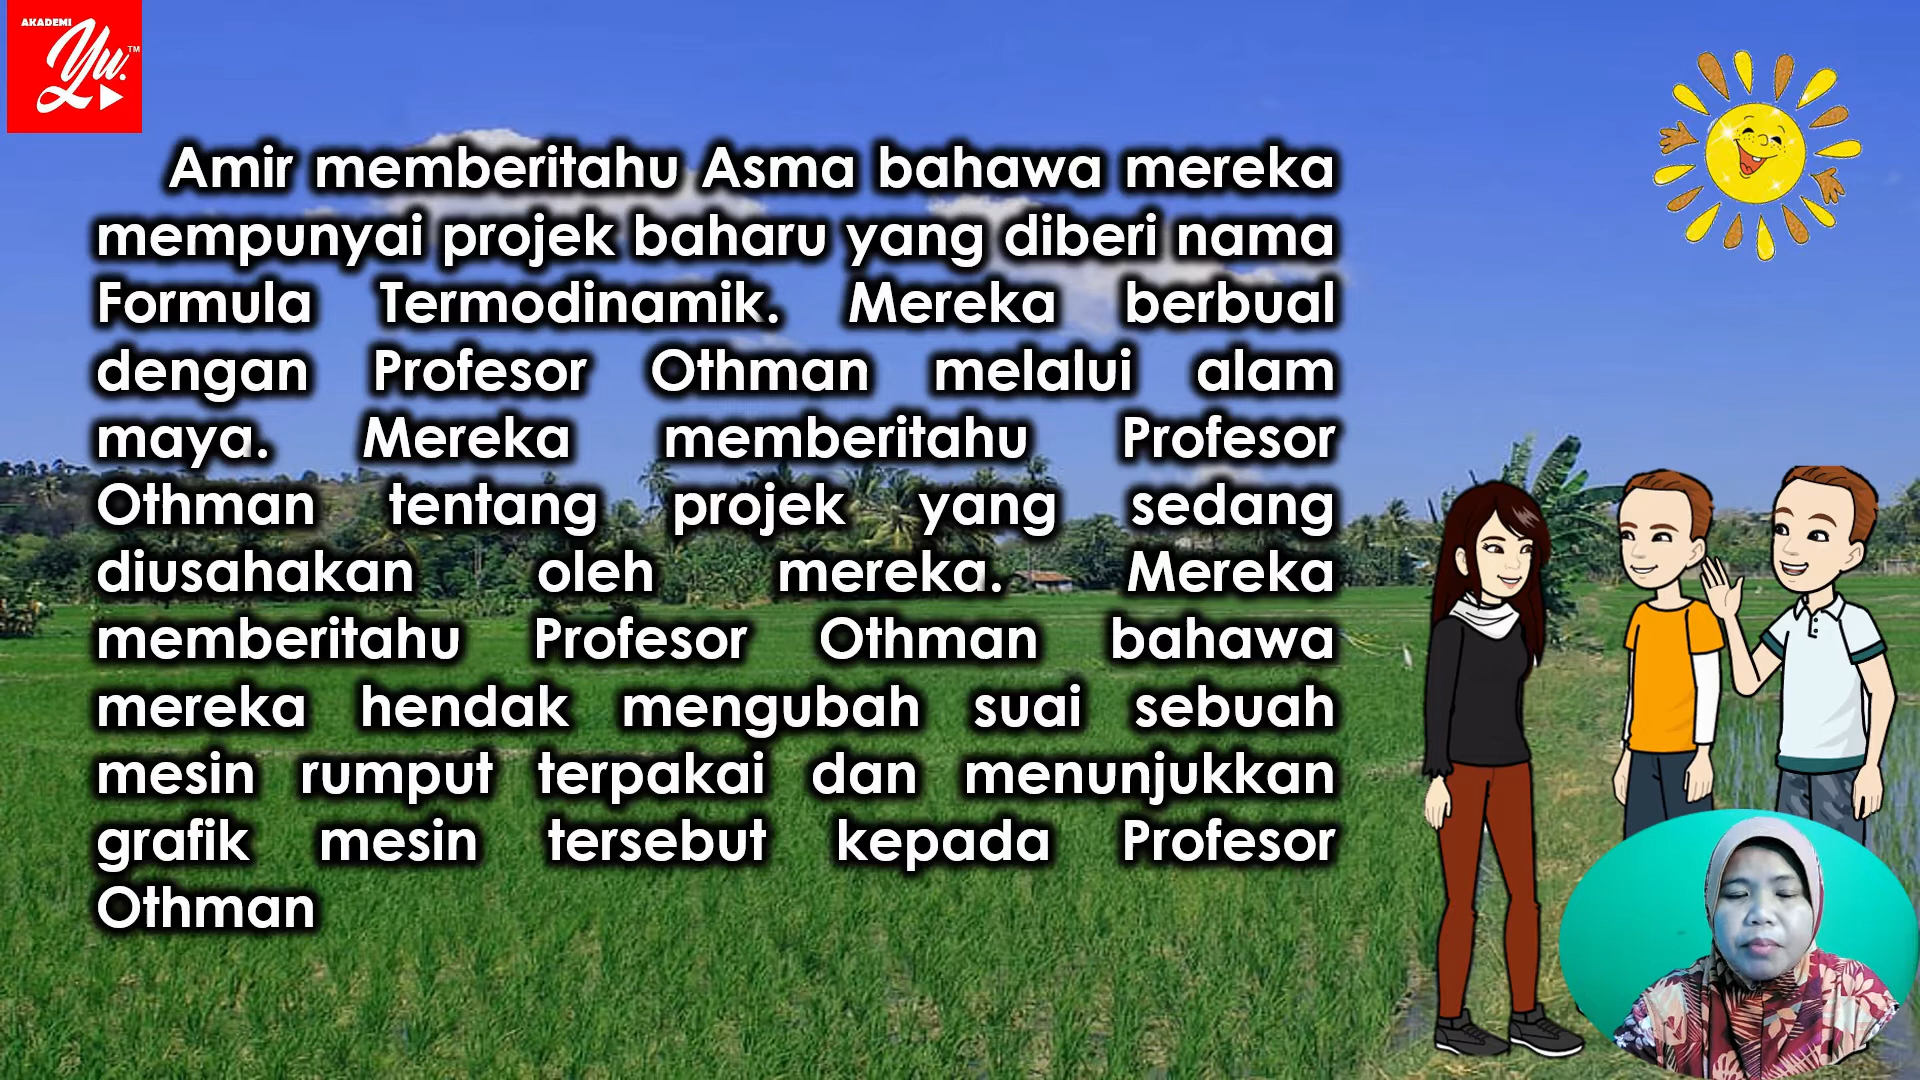 AKADEMI
Yu.
TM
Amir memberitahu Asma bahawa mereka
mempunyai projek baharu yang diberi nama
Formula Termodinamik. Mereka berbual
dengan Profesor Othman melalui alam
maya. Mereka memberitahu Profesor
Othman tentang projek yang sedang
diusahakan oleh mereka. Mereka
memberitahu Profesor Othman bahawa
mereka hendak mengubah suai sebuah
mesin rumput terpakai dan menunjukkan
grafik mesin tersebut kepada Profesor
Othman